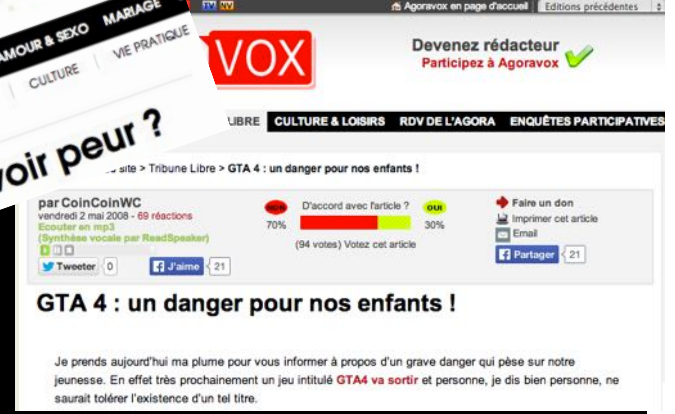 TV NV
Agoravox en page d'accueil Editions précédentes
AMOUR & SEXO MARIAGE
CULTURE VIE PRATIQUE
voir peur ?
VOX
Devenez rédacteur
Participez à Agoravox
LIBRE CULTURE & LOISIRS RDV DE L'AGORA ENQUÊTES PARTICIPATIVES
site > Tribune Libre > GTA 4 : un danger pour nos enfants !
par CoinCoinWC
vendredi 2 mai 2008 - 69 réactions
Ecouter en mp3
(Synthèse vocale par ReadSpeaker)
Tweeter 0 J'aime 21
NON D'accord avec l'article ? OUI
70% 30%
(94 votes) Votez cet article
Faire un don
Imprimer cet article
Email
Partager 21
GTA 4 : un danger pour nos enfants !
Je prends aujourd'hui ma plume pour vous informer à propos d'un grave danger qui pèse sur notre
jeunesse. En effet très prochainement un jeu intitulé GTA4 va sortir et personne, je dis bien personne, ne
saurait tolérer l'existence d'un tel titre.